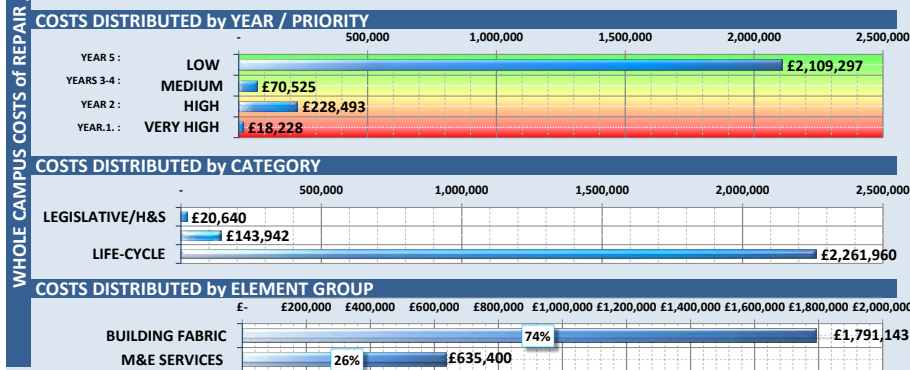 WHOLE CAMPUS COSTS of REPAIR
COSTS DISTRIBUTED by YEAR / PRIORITY
- 500,000 1,000,000 1,500,000 2,000,000 2,500,000
YEAR 5 : LOW £2,109,297
YEARS 3-4 : MEDIUM £70,525
YEAR 2 : HIGH £228,493
YEAR.1. : VERY HIGH £18,228
COSTS DISTRIBUTED by CATEGORY
- 500,000 1,000,000 1,500,000 2,000,000 2,500,000
LEGISLATIVE/H&S £20,640
£143,942
LIFE-CYCLE £2,261,960
COSTS DISTRIBUTED by ELEMENT GROUP
£- £200,000 £400,000 £600,000 £800,000 £1,000,000 £1,200,000 £1,400,000 £1,600,000 £1,800,000 £2,000,000
BUILDING FABRIC 74% £1,791,143
M&E SERVICES 26% £635,400